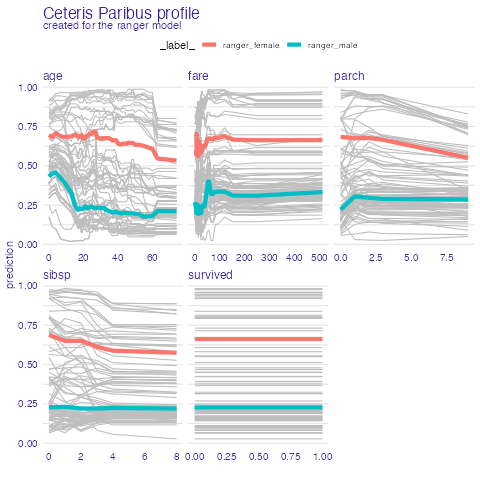 Ceteris Paribus profile
created for the ranger model
_label_ ranger_female ranger_male
age fare parch
1.00
0.75
0.50
0.25
0.00
0 20 40 60 0 100 200 300 400 500 0.0 2.5 5.0 7.5
prediction
sibsp survived
1.00
0.75
0.50
0.25
0.00
0 2 4 6 8 0.00 0.25 0.50 0.75 1.00